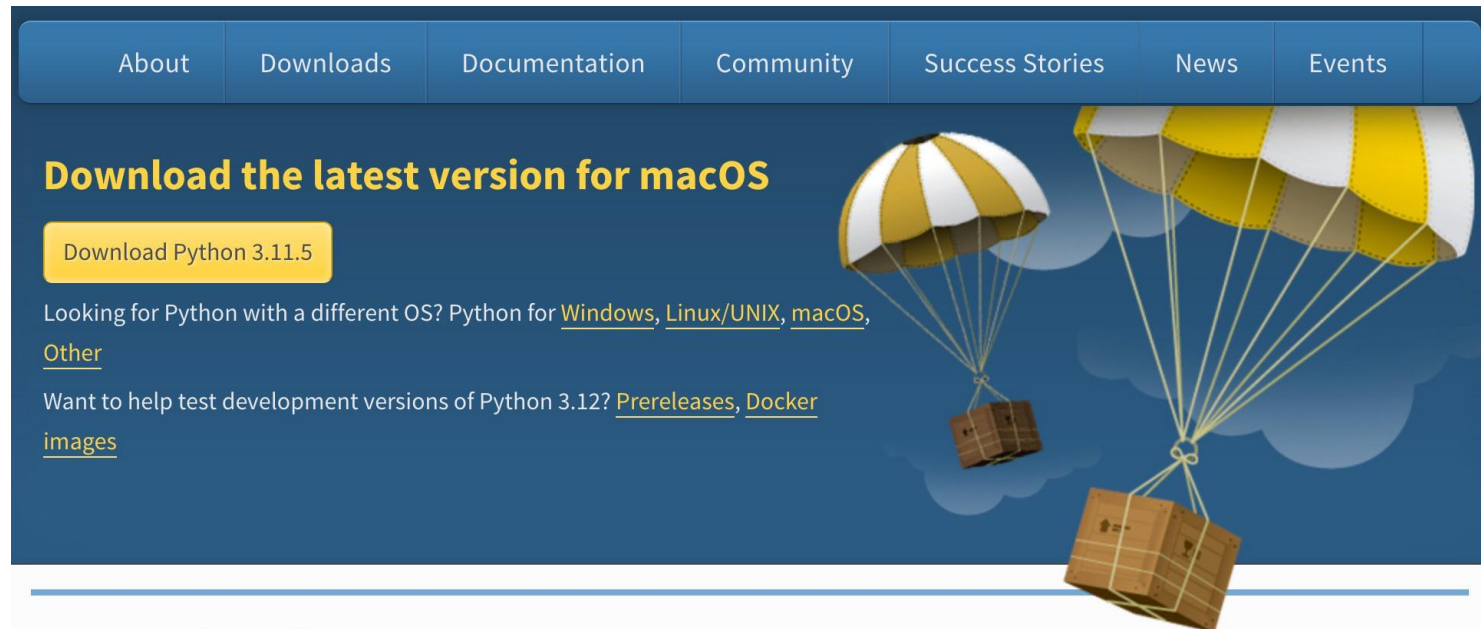 About Downloads Documentation Community Success Stories News Events
Download the latest version for macOS
Download Python 3.11.5
Looking for Python with a different OS? Python for Windows, Linux/UNIX, macOS,
Other
Want to help test development versions of Python 3.12? Prereleases, Docker
images